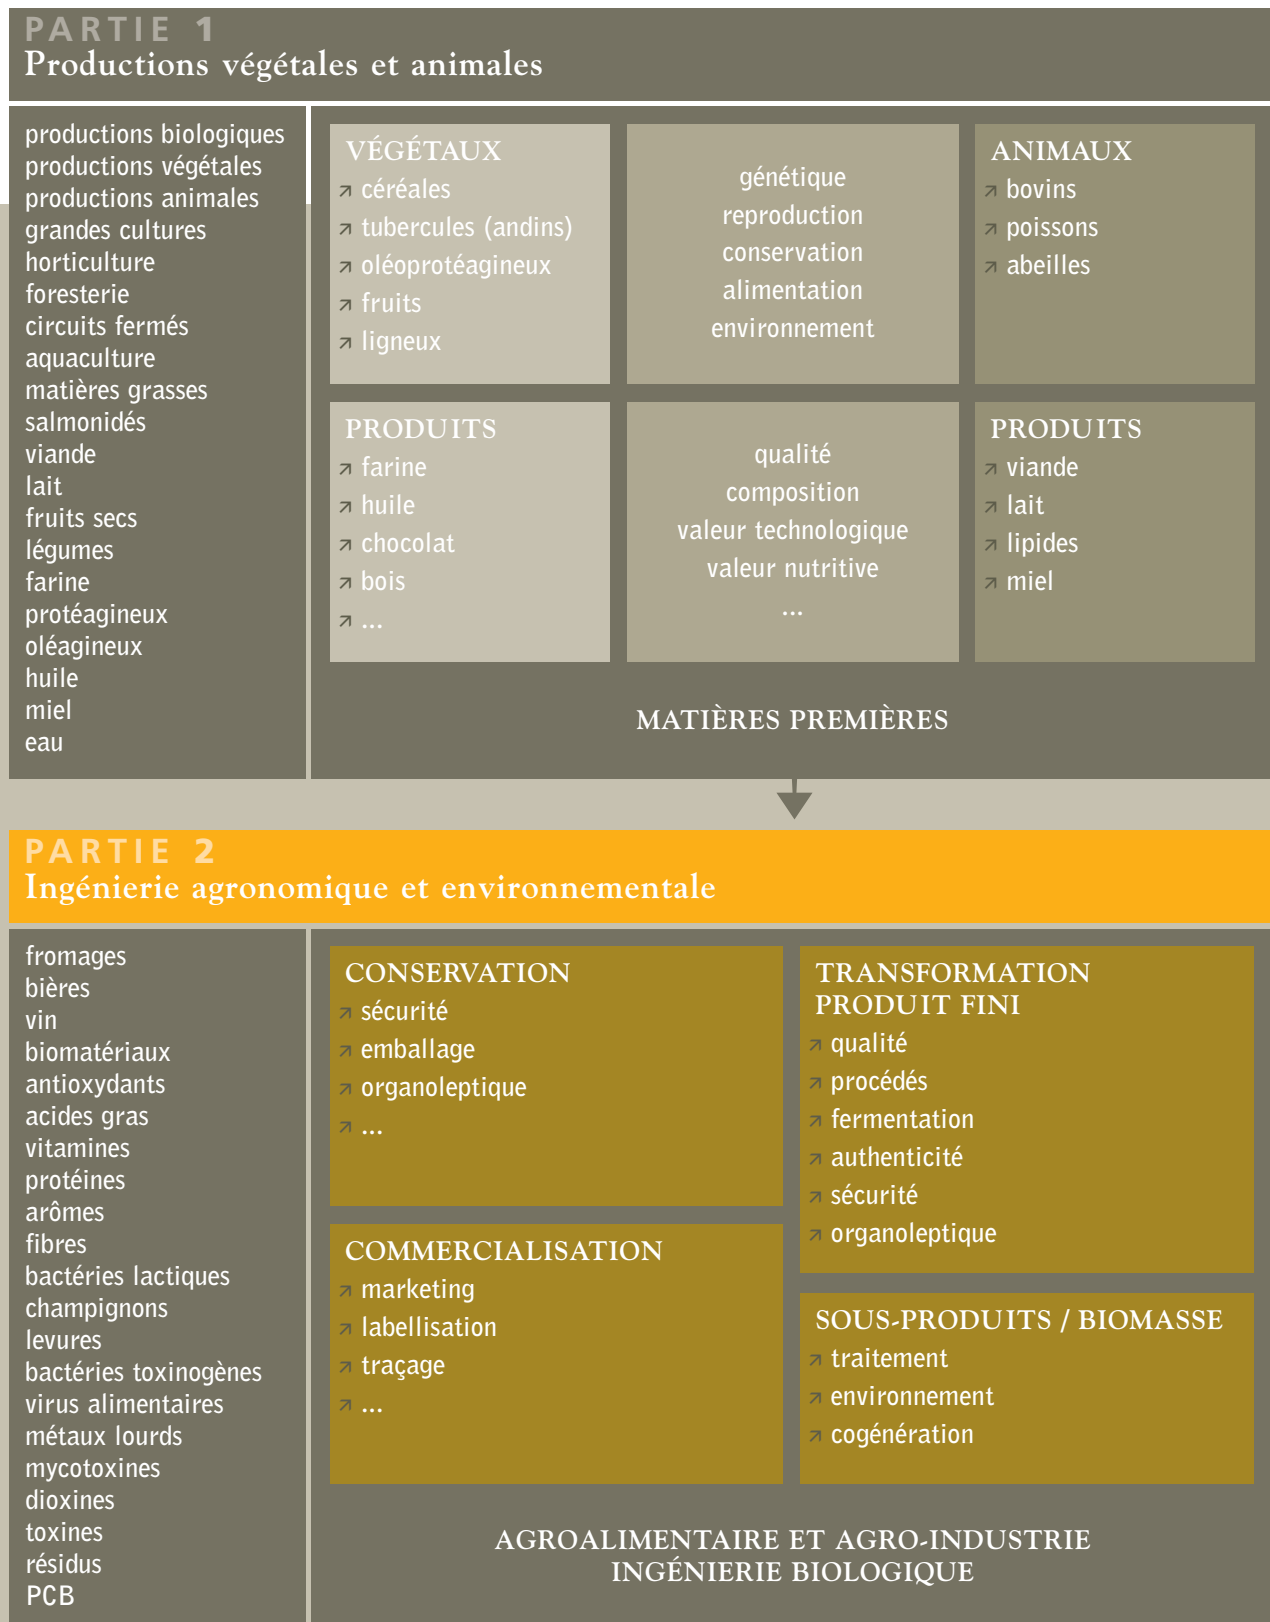 PARTIE 1
Productions végétales et animales
productions biologiques
productions végétales
productions animales
grandes cultures
horticulture
foresterie
circuits fermés
aquaculture
matières grasses
salmonidés
viande
lait
fruits secs
légumes
farine
protéagineux
oléagineux
huile
miel
eau
VÉGÉTAUX
céréales
tubercules (andins)
oléoprotéagineux
fruits
ligneux
génétique
reproduction
conservation
alimentation
environnement
ANIMAUX
bovins
poissons
abeilles
PRODUITS
farine
huile
chocolat
bois
...
qualité
composition
valeur technologique
valeur nutritive
...
PRODUITS
viande
lait
lipides
miel
MATIÈRES PREMIÈRES
PARTIE 2
Ingénierie agronomique et environnementale
fromages
bières
vin
biomatériaux
antioxydants
acides gras
vitamines
protéines
arômes
fibres
bactéries lactiques
champignons
levures
bactéries toxinogènes
virus alimentaires
métaux lourds
mycotoxines
dioxines
toxines
résidus
PCB
CONSERVATION
sécurité
emballage
organoleptique
...
TRANSFORMATION
PRODUIT FINI
qualité
procédés
fermentation
authenticité
sécurité
organoleptique
COMMERCIALISATION
marketing
labellisation
traçage
...
SOUS-PRODUITS / BIOMASSE
traitement
environnement
cogénération
AGROALIMENTAIRE ET AGRO-INDUSTRIE
INGÉNIERIE BIOLOGIQUE